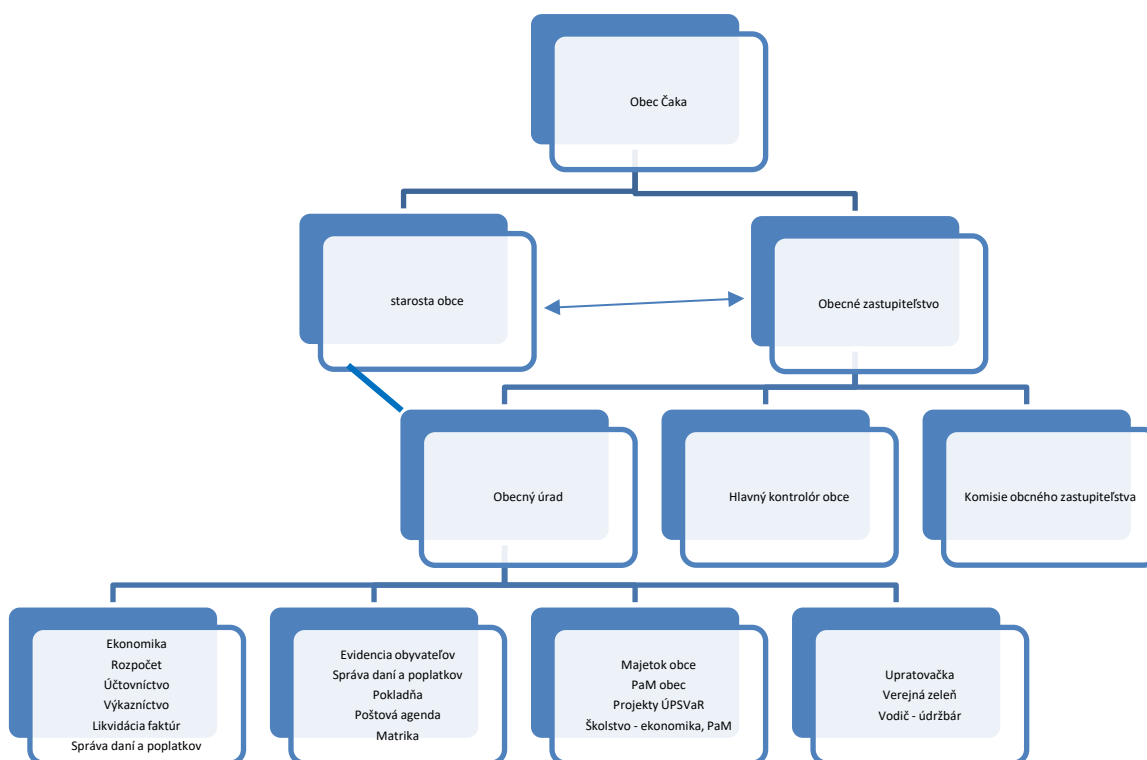 Obec Čaka
starosta obce
Obecné zastupiteľstvo
Obecný úrad
Hlavný kontrolór obce
Komisie obcného zastupiteľstva
Ekonomika
Rozpočet
Účtovníctvo
Výkazníctvo
Likvidácia faktúr
Správa daní a poplatkov
Evidencia obyvateľov
Správa daní a poplatkov
Pokladňa
Poštová agenda
Matrika
Majetok obce
PaM obec
Projekty ÚPSVaR
Školstvo - ekonomika, PaM
Upratovačka
Verejná zeleň
Vodič - údržbár